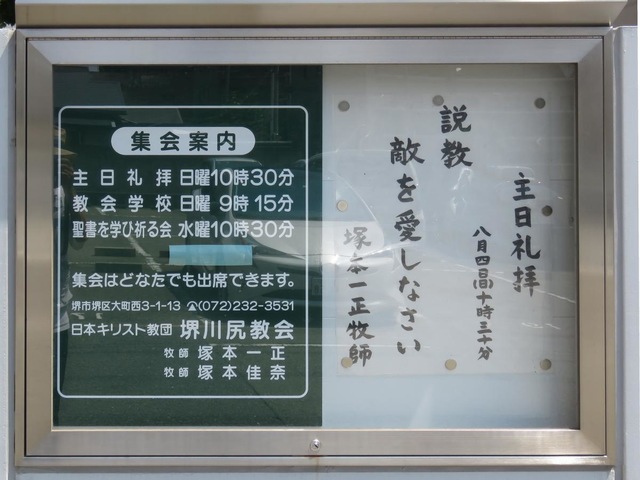 集会案内
主日礼拝 日曜10時30分
教会学校 日曜 9時15分
聖書を学び祈る会 水曜10時30分
集会はどなたでも出席できます。
堺市堺区大町西3-1-13 ☎(072)232-3531
日本キリスト教団 堺川尻教会
牧師 塚本一正
牧師 塚本佳奈
主日礼拝
八月四日(日)十時三十分
説教
敵を愛しなさい
塚本一正牧師